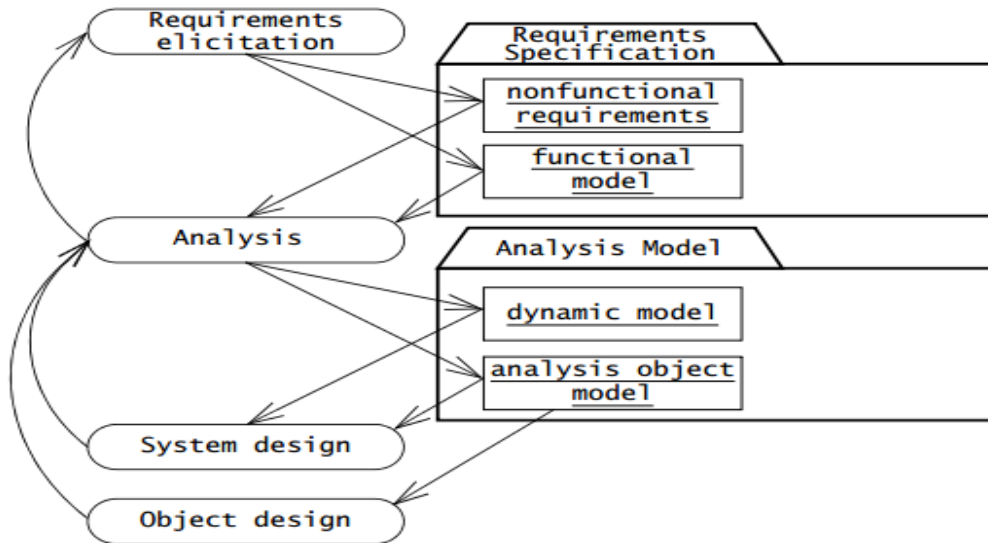 Requirements
elicitation
Requirements
Specification
nonfunctional
requirements
functional
model
Analysis
Analysis Model
dynamic model
analysis object
model
System design
Object design